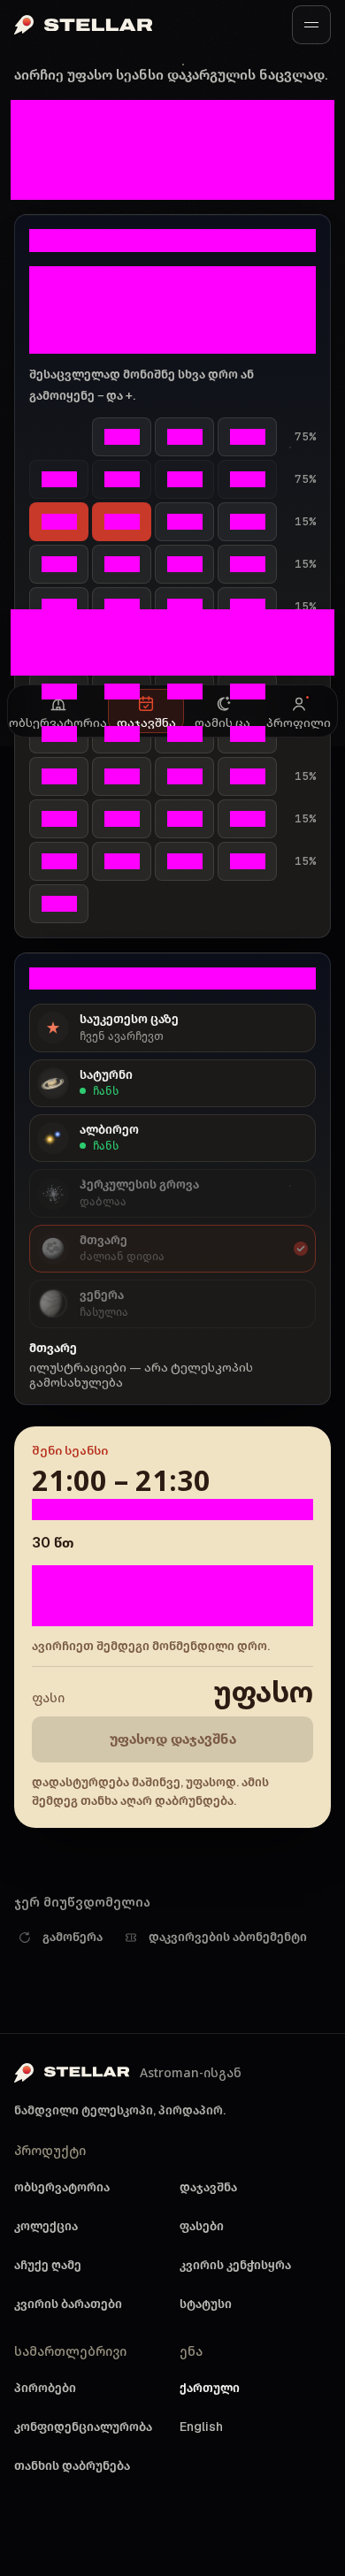 STELLAR
აირჩიე უფასო სეანსი დაკარგულის ნაცვლად.
შესაცვლელად მონიშნე სხვა დრო ან
გამოიყენე – და +.
75%
75%
15%
15%
15%
ობსერვატორია
დაჯავშნა
ღამის ცა
პროფილი
15%
15%
15%
საუკეთესო ცაზე
ჩვენ ავარჩევთ
სატურნი
ჩანს
ალბირეო
ჩანს
ჰერკულესის გროვა
დაბლაა
მთვარე
ძალიან დიდია
ვენერა
ჩასულია
მთვარე
ილუსტრაციები — არა ტელესკოპის
გამოსახულება
შენი სეანსი
21:00 – 21:30
30 წთ
ავირჩიეთ შემდეგი მოწმენდილი დრო.
ფასი
უფასო
უფასოდ დაჯავშნა
დადასტურდება მაშინვე, უფასოდ. ამის
შემდეგ თანხა აღარ დაბრუნდება.
ჯერ მიუწვდომელია
გამოწერა
დაკვირვების აბონემენტი
STELLAR Astroman-ისგან
ნამდვილი ტელესკოპი, პირდაპირ.
პროდუქტი
ობსერვატორია
დაჯავშნა
კოლექცია
ფასები
აჩუქე ღამე
კვირის კენჭისყრა
კვირის ბარათები
სტატუსი
სამართლებრივი
ენა
პირობები
ქართული
კონფიდენციალურობა
English
თანხის დაბრუნება